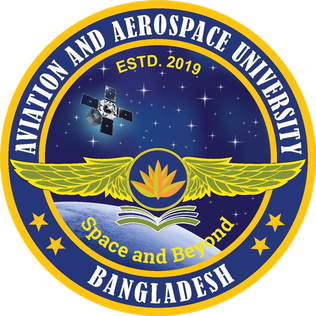 AVIATION AND AEROSPACE UNIVERSITY
ESTD. 2019
Space and Beyond
BANGLADESH